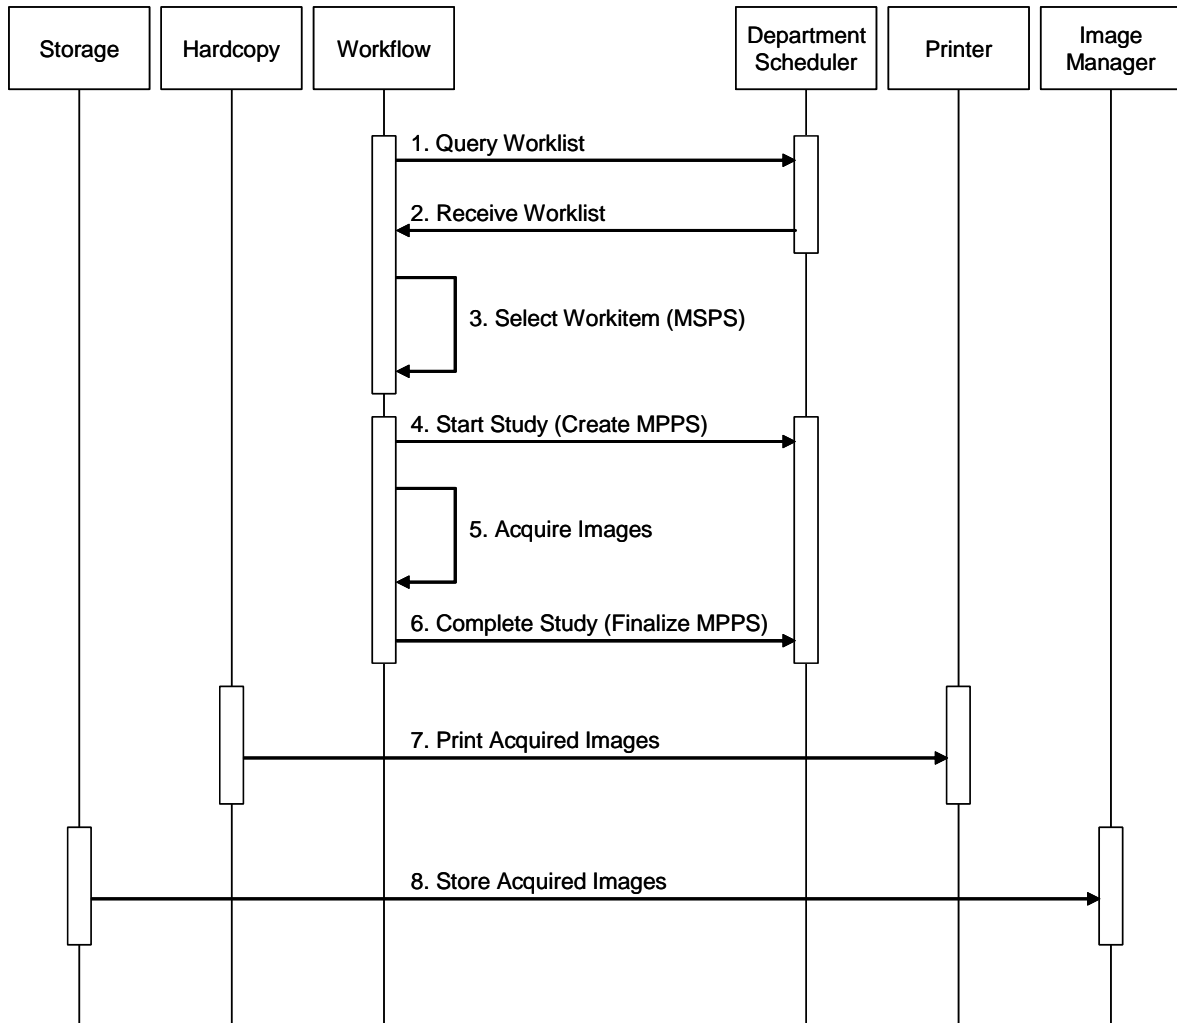 Storage
Hardcopy
Workflow
Department
Scheduler
Printer
Image
Manager
1. Query Worklist
2. Receive Worklist
3. Select Workitem (MSPS)
4. Start Study (Create MPPS)
5. Acquire Images
6. Complete Study (Finalize MPPS)
7. Print Acquired Images
8. Store Acquired Images